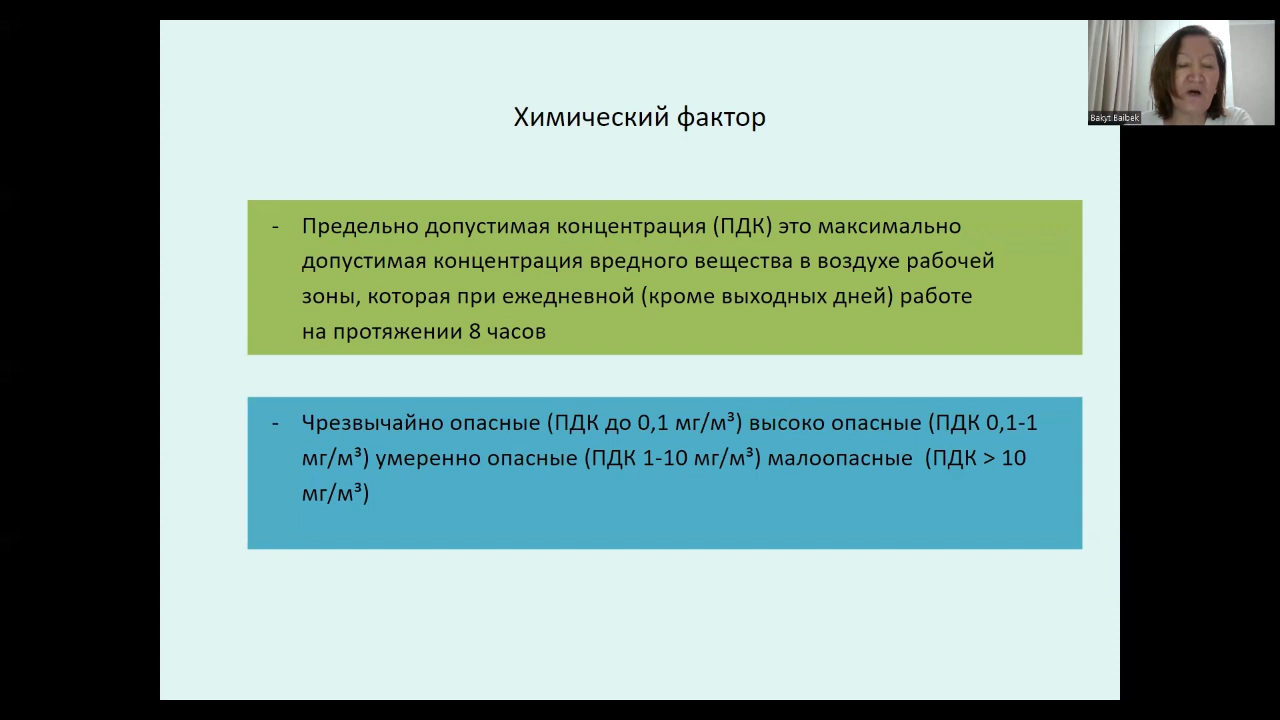 Химический фактор
Bakyt Baibek
- Предельно допустимая концентрация (ПДК) это максимально
допустимая концентрация вредного вещества в воздухе рабочей
зоны, которая при ежедневной (кроме выходных дней) работе
на протяжении 8 часов
- Чрезвычайно опасные (ПДК до 0,1 мг/м³) высоко опасные (ПДК 0,1-1
мг/м³) умеренно опасные (ПДК 1-10 мг/м³) малоопасные (ПДК > 10
мг/м³)